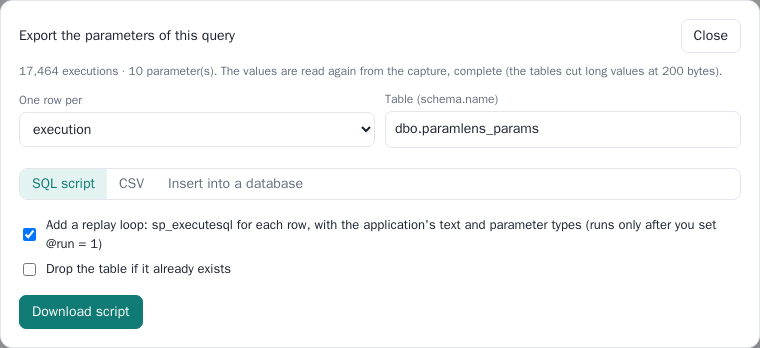 Export the parameters of this query
Close
17,464 executions · 10 parameter(s). The values are read again from the capture, complete (the tables cut long values at 200 bytes).
One row per
Table (schema.name)
execution
dbo.paramlens_params
SQL script
CSV
Insert into a database
Add a replay loop: sp_executesql for each row, with the application's text and parameter types (runs only after you set
@run = 1)
Drop the table if it already exists
Download script